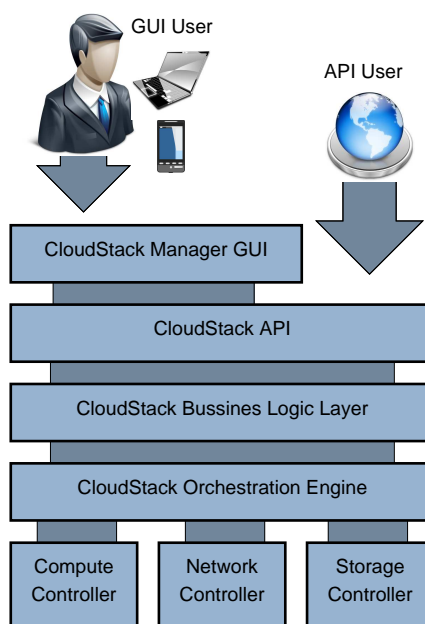 GUI User
API User
CloudStack Manager GUI
CloudStack API
CloudStack Bussines Logic Layer
CloudStack Orchestration Engine
Compute
Controller
Network
Controller
Storage
Controller